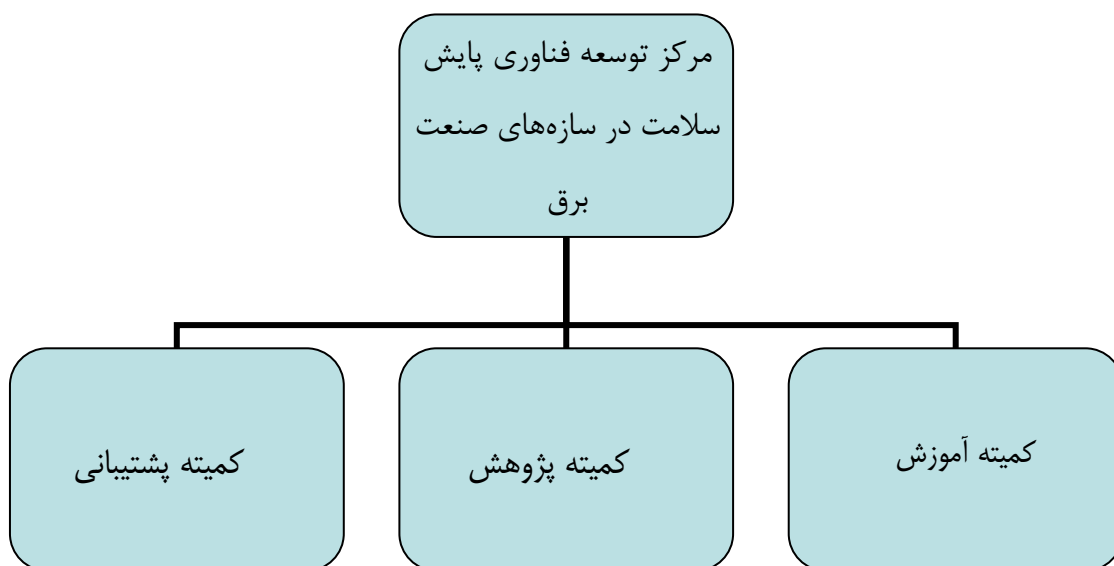 مرکز توسعه فناوری پایش
سلامت در سازه‌های صنعت
برق
کمیته آموزش
کمیته پژوهش
کمیته پشتیبانی